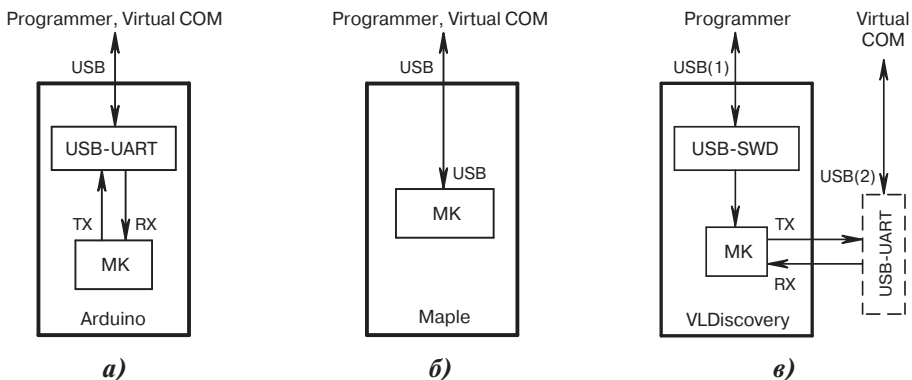 Programmer, Virtual COM
USB
USB-UART
TX
RX
MK
Arduino
а)
Programmer, Virtual COM
USB
USB
MK
Maple
б)
Programmer
Virtual
COM
USB(1)
USB-SWD
USB(2)
MK
TX
RX
USB-UART
VLDiscovery
в)